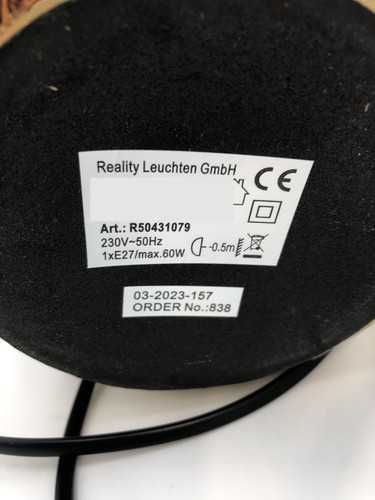 Reality Leuchten GmbH
CE
Art.: R50431079
230V~50Hz
-0.5m
1xE27/max.60W
03-2023-157
ORDER No.:838